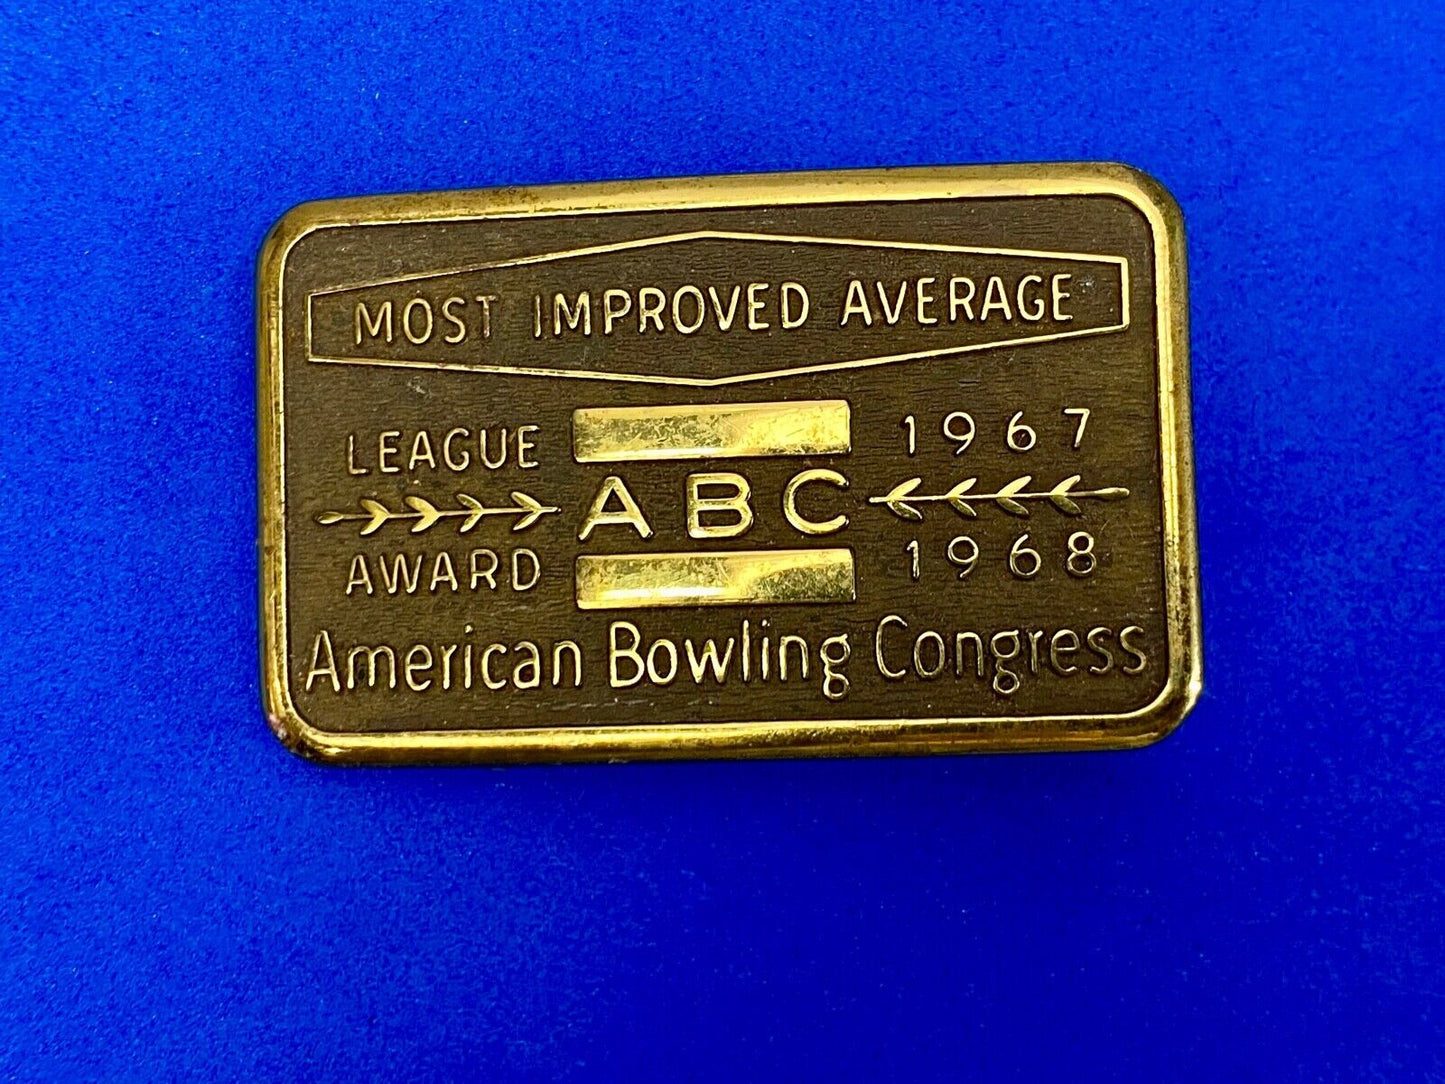 MOST IMPROVED AVERAGE
LEAGUE
1967
ABC
AWARD
1968
American Bowling Congress